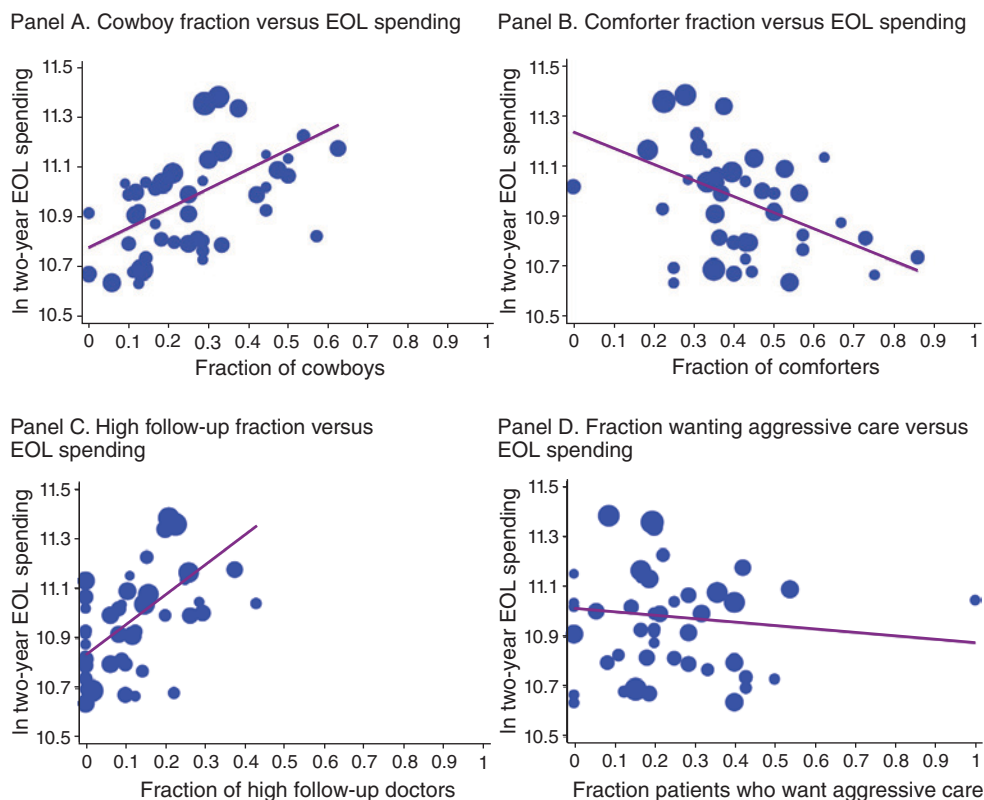 Panel A. Cowboy fraction versus EOL spending
ln two-year EOL spending
11.5
11.3
11.1
10.9
10.7
10.5
0 0.1 0.2 0.3 0.4 0.5 0.6 0.7 0.8 0.9 1
Fraction of cowboys
Panel B. Comforter fraction versus EOL spending
ln two-year EOL spending
11.5
11.3
11.1
10.9
10.7
10.5
0 0.1 0.2 0.3 0.4 0.5 0.6 0.7 0.8 0.9 1
Fraction of comforters
Panel C. High follow-up fraction versus
EOL spending
ln two-year EOL spending
11.5
11.3
11.1
10.9
10.7
10.5
0 0.1 0.2 0.3 0.4 0.5 0.6 0.7 0.8 0.9 1
Fraction of high follow-up doctors
Panel D. Fraction wanting aggressive care versus
EOL spending
ln two-year EOL spending
11.5
11.3
11.1
10.9
10.7
10.5
0 0.1 0.2 0.3 0.4 0.5 0.6 0.7 0.8 0.9 1
Fraction patients who want aggressive care